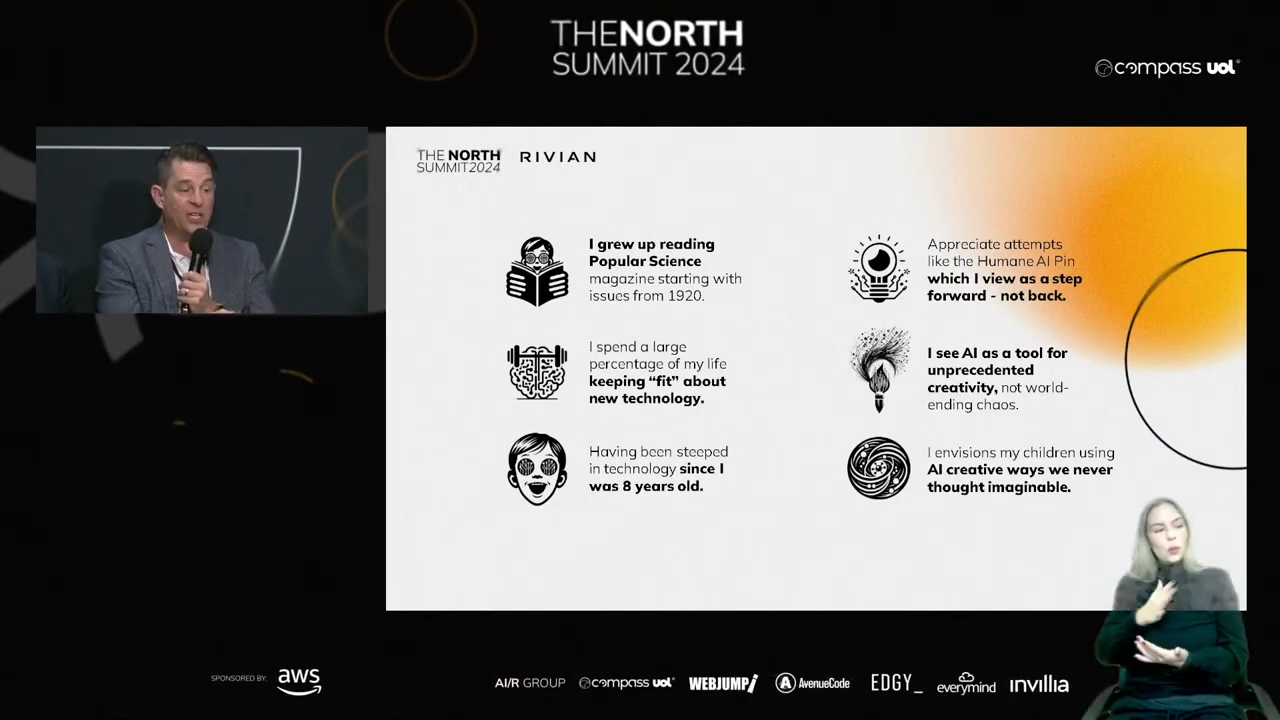 THENORTH
SUMMIT 2024
compass uol
THE NORTH
SUMMIT2024
RIVIAN
I grew up reading
Popular Science
magazine starting with
issues from 1920.
I spend a large
percentage of my life
keeping “fit” about
new technology.
Having been steeped
in technology since I
was 8 years old.
Appreciate attempts
like the Humane AI Pin
which I view as a step
forward - not back.
I see AI as a tool for
unprecedented
creativity, not world-
ending chaos.
I envisions my children using
AI creative ways we never
thought imaginable.
SPONSORED BY:
aws
AI/R GROUP
compass uol
WEBJUMP!
AvenueCode
EDGY_
everymind
invillia